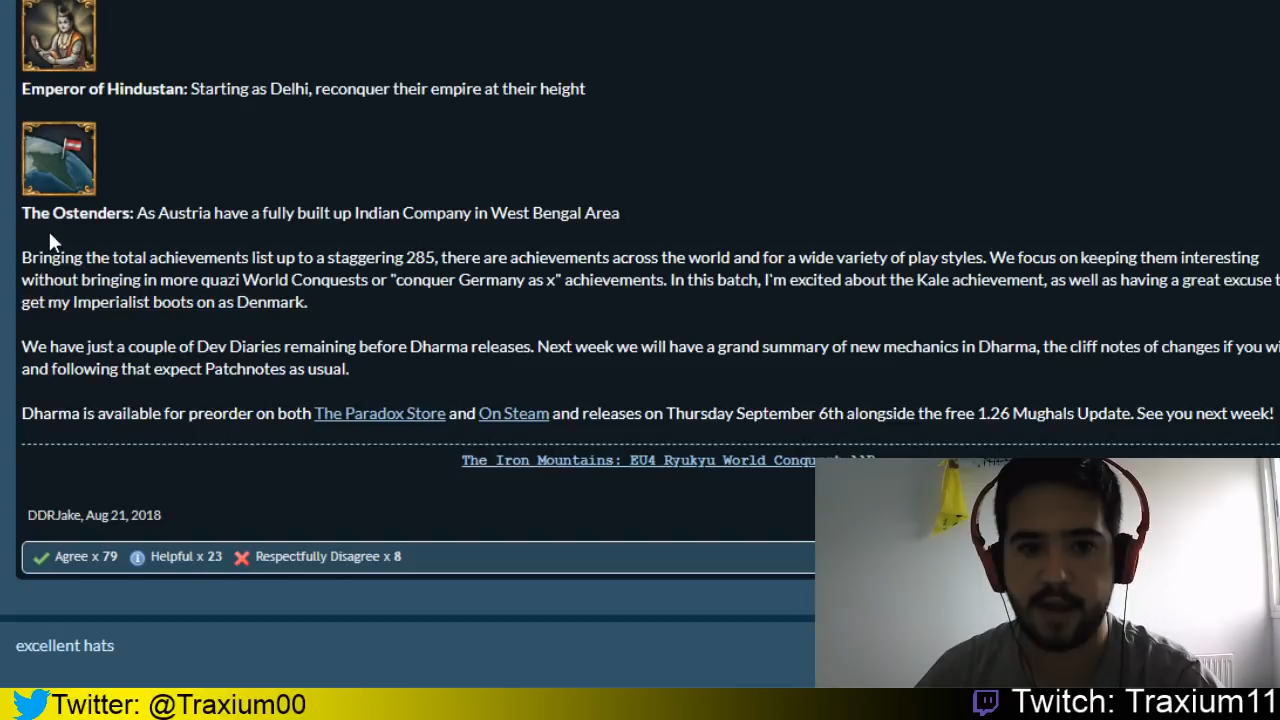 Emperor of Hindustan: Starting as Delhi, reconquer their empire at their height
The Ostenders: As Austria have a fully built up Indian Company in West Bengal Area
Bringing the total achievements list up to a staggering 285, there are achievements across the world and for a wide variety of play styles. We focus on keeping them interesting
without bringing in more quazi World Conquests or "conquer Germany as x" achievements. In this batch, I'm excited about the Kale achievement, as well as having a great excuse
get my Imperialist boots on as Denmark.
We have just a couple of Dev Diaries remaining before Dharma releases. Next week we will have a grand summary of new mechanics in Dharma, the cliff notes of changes if you
and following that expect Patchnotes as usual.
Dharma is available for preorder on both The Paradox Store and On Steam and releases on Thursday September 6th alongside the free 1.26 Mughals Update. See you next week!
The Iron Mountains: EU4 Ryukyu World
DDRJake, Aug 21, 2018
Agree x 79 Helpful x 23 Respectfully Disagree x 8
excellent hats
Twitter: @Traxium00
Twitch: Traxium11